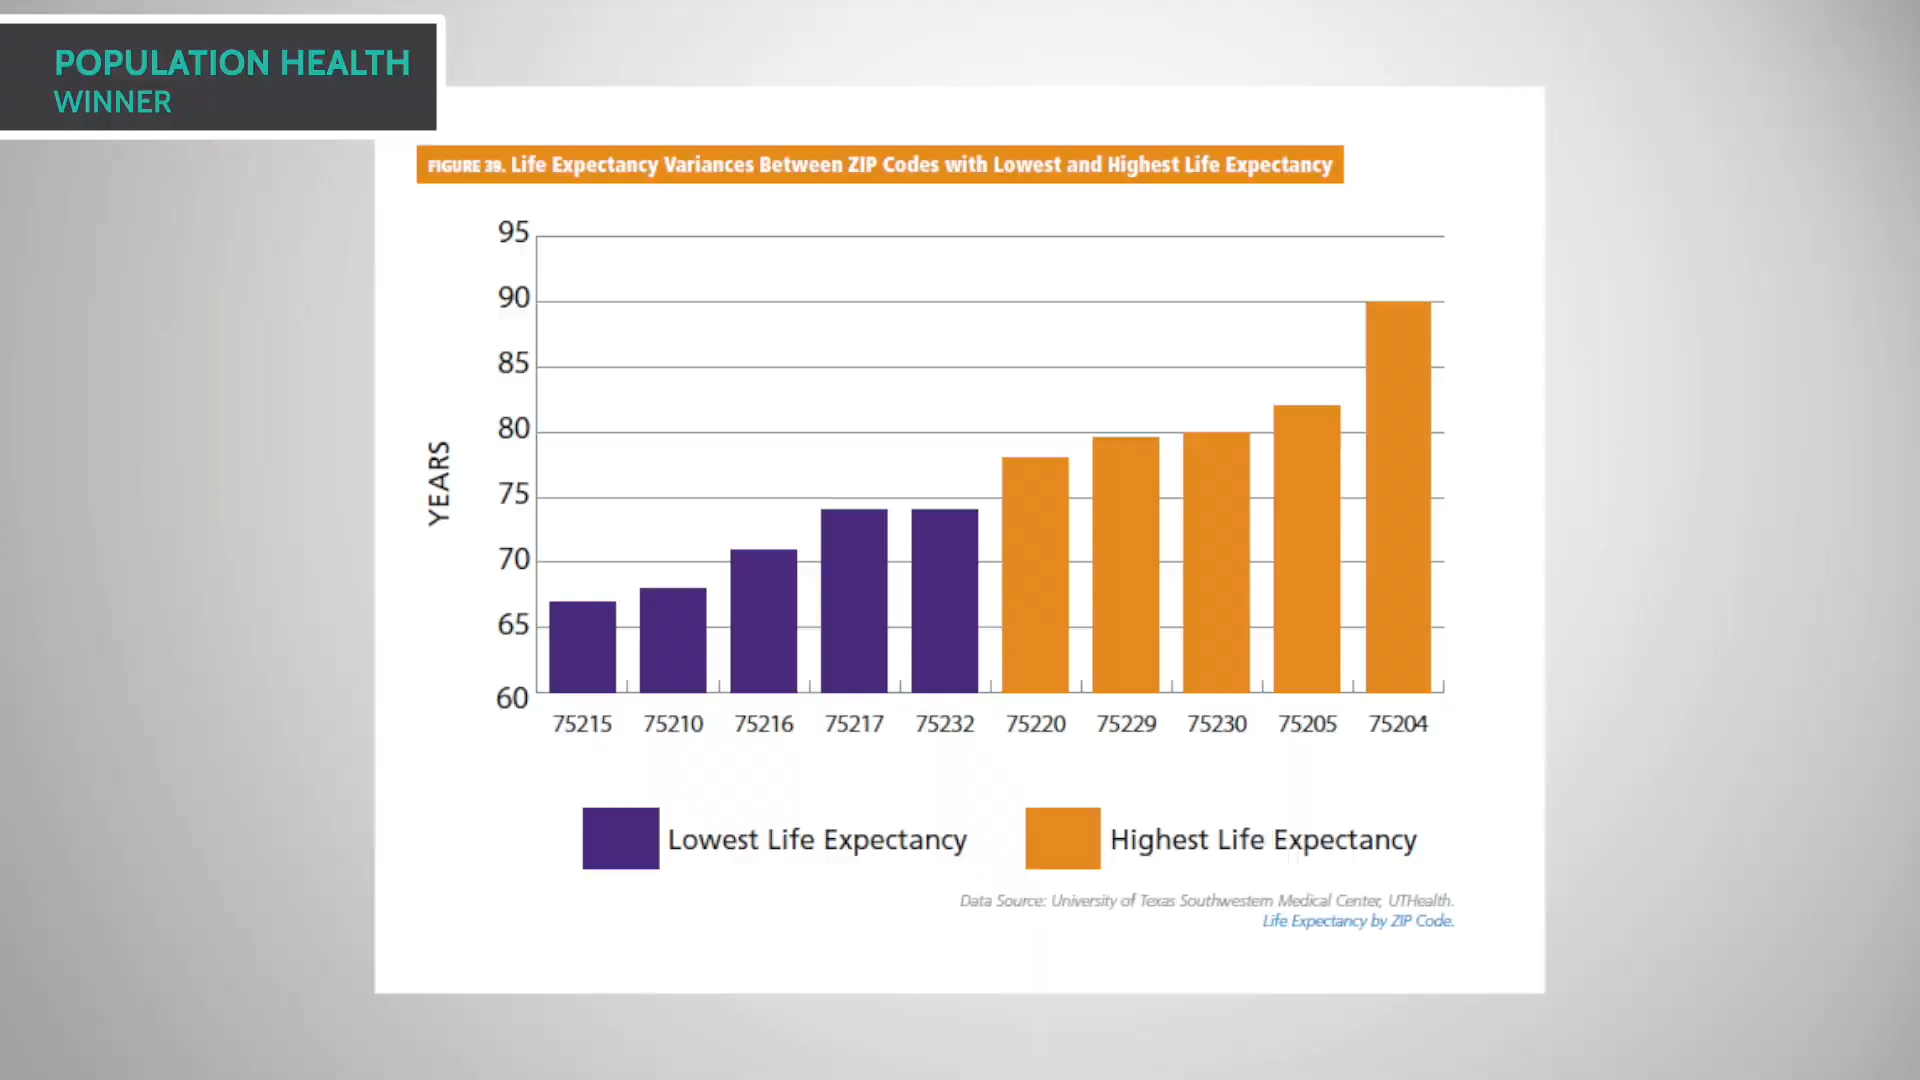 POPULATION HEALTH
WINNER
FIGURE 39. Life Expectancy Variances Between ZIP Codes with Lowest and Highest Life Expectancy
95
90
85
80
75
70
65
60
YEARS
75215 75210 75216 75217 75232 75220 75229 75230 75205 75204
Lowest Life Expectancy Highest Life Expectancy
Data Source: University of Texas Southwestern Medical Center, UTHealth.
Life Expectancy by ZIP Code.